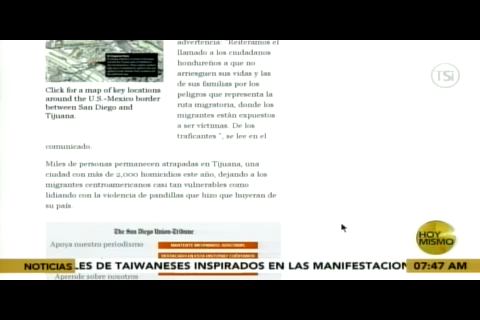 advertencia. "Reiteramos el
llamado a los ciudadanos
hondureños a que no
arriesguen sus vidas y las
de sus familias por los
peligros que representa la
ruta migratoria, donde los
migrantes están expuestos
a ser víctimas. De los
traficantes ", se lee en el
comunicado.
Click for a map of key locations
around the U.S.-Mexico border
between San Diego and
Tijuana.
Miles de personas permanecen atrapadas en Tijuana, una
ciudad con más de 2,000 homicidios este año, dejando a los
migrantes centroamericanos casi tan vulnerables como
lidiando con la violencia de pandillas que hizo que huyeran de
su país.
The San Diego Union-Tribune
Apoya nuestro periodismo
MANTENTE INFORMADO. SUSCRIBE.
Aprende sobre nosotros
TSi
HOY
MISMO
NOTICIAS
LES DE TAIWANESES INSPIRADOS EN LAS MANIFESTACION
07:47 AM